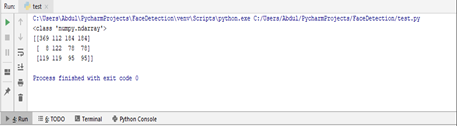 Run: test
C:\Users\Abdul\PycharmProjects\FaceDetection\venv\Scripts\python.exe C:/Users/Abdul/PycharmProjects/FaceDetection/test.py
<class 'numpy.ndarray'>
[[369 112 184 184]
[ 8 122 78 78]
[119 119 95 95]]
Process finished with exit code 0
4: Run 6: TODO Terminal Python Console